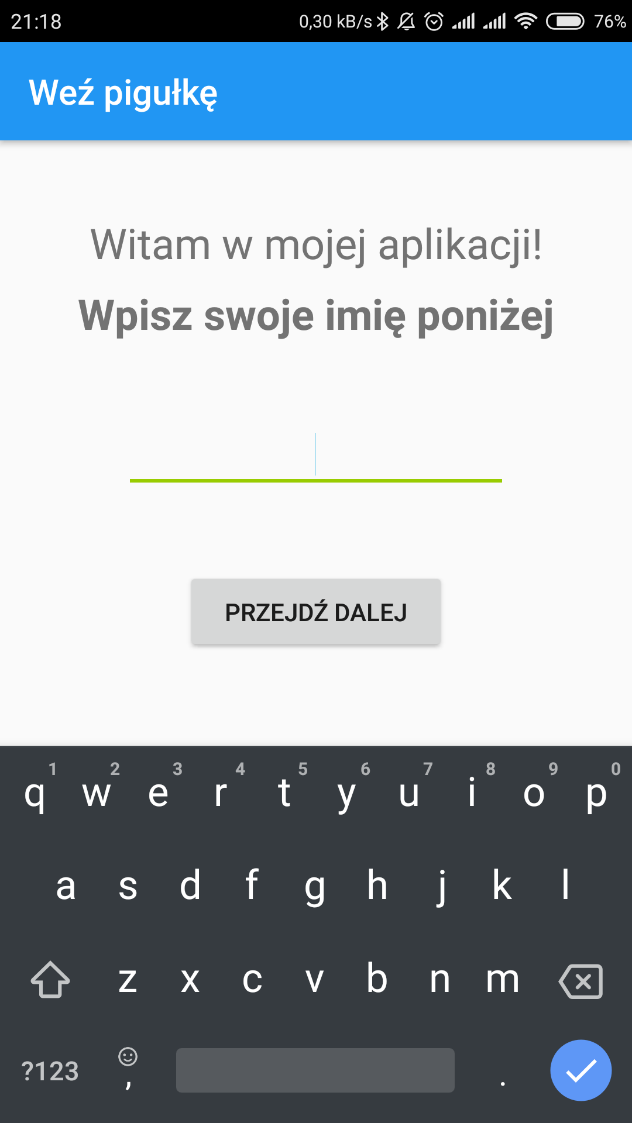 21:18 0,30 kB/s 76%
Weź pigułkę
Witam w mojej aplikacji!
Wpisz swoje imię poniżej
PRZEJDŹ DALEJ
1 2 3 4 5 6 7 8 9 0
q w e r t y u i o p
a s d f g h j k l
z x c v b n m
?123 , .